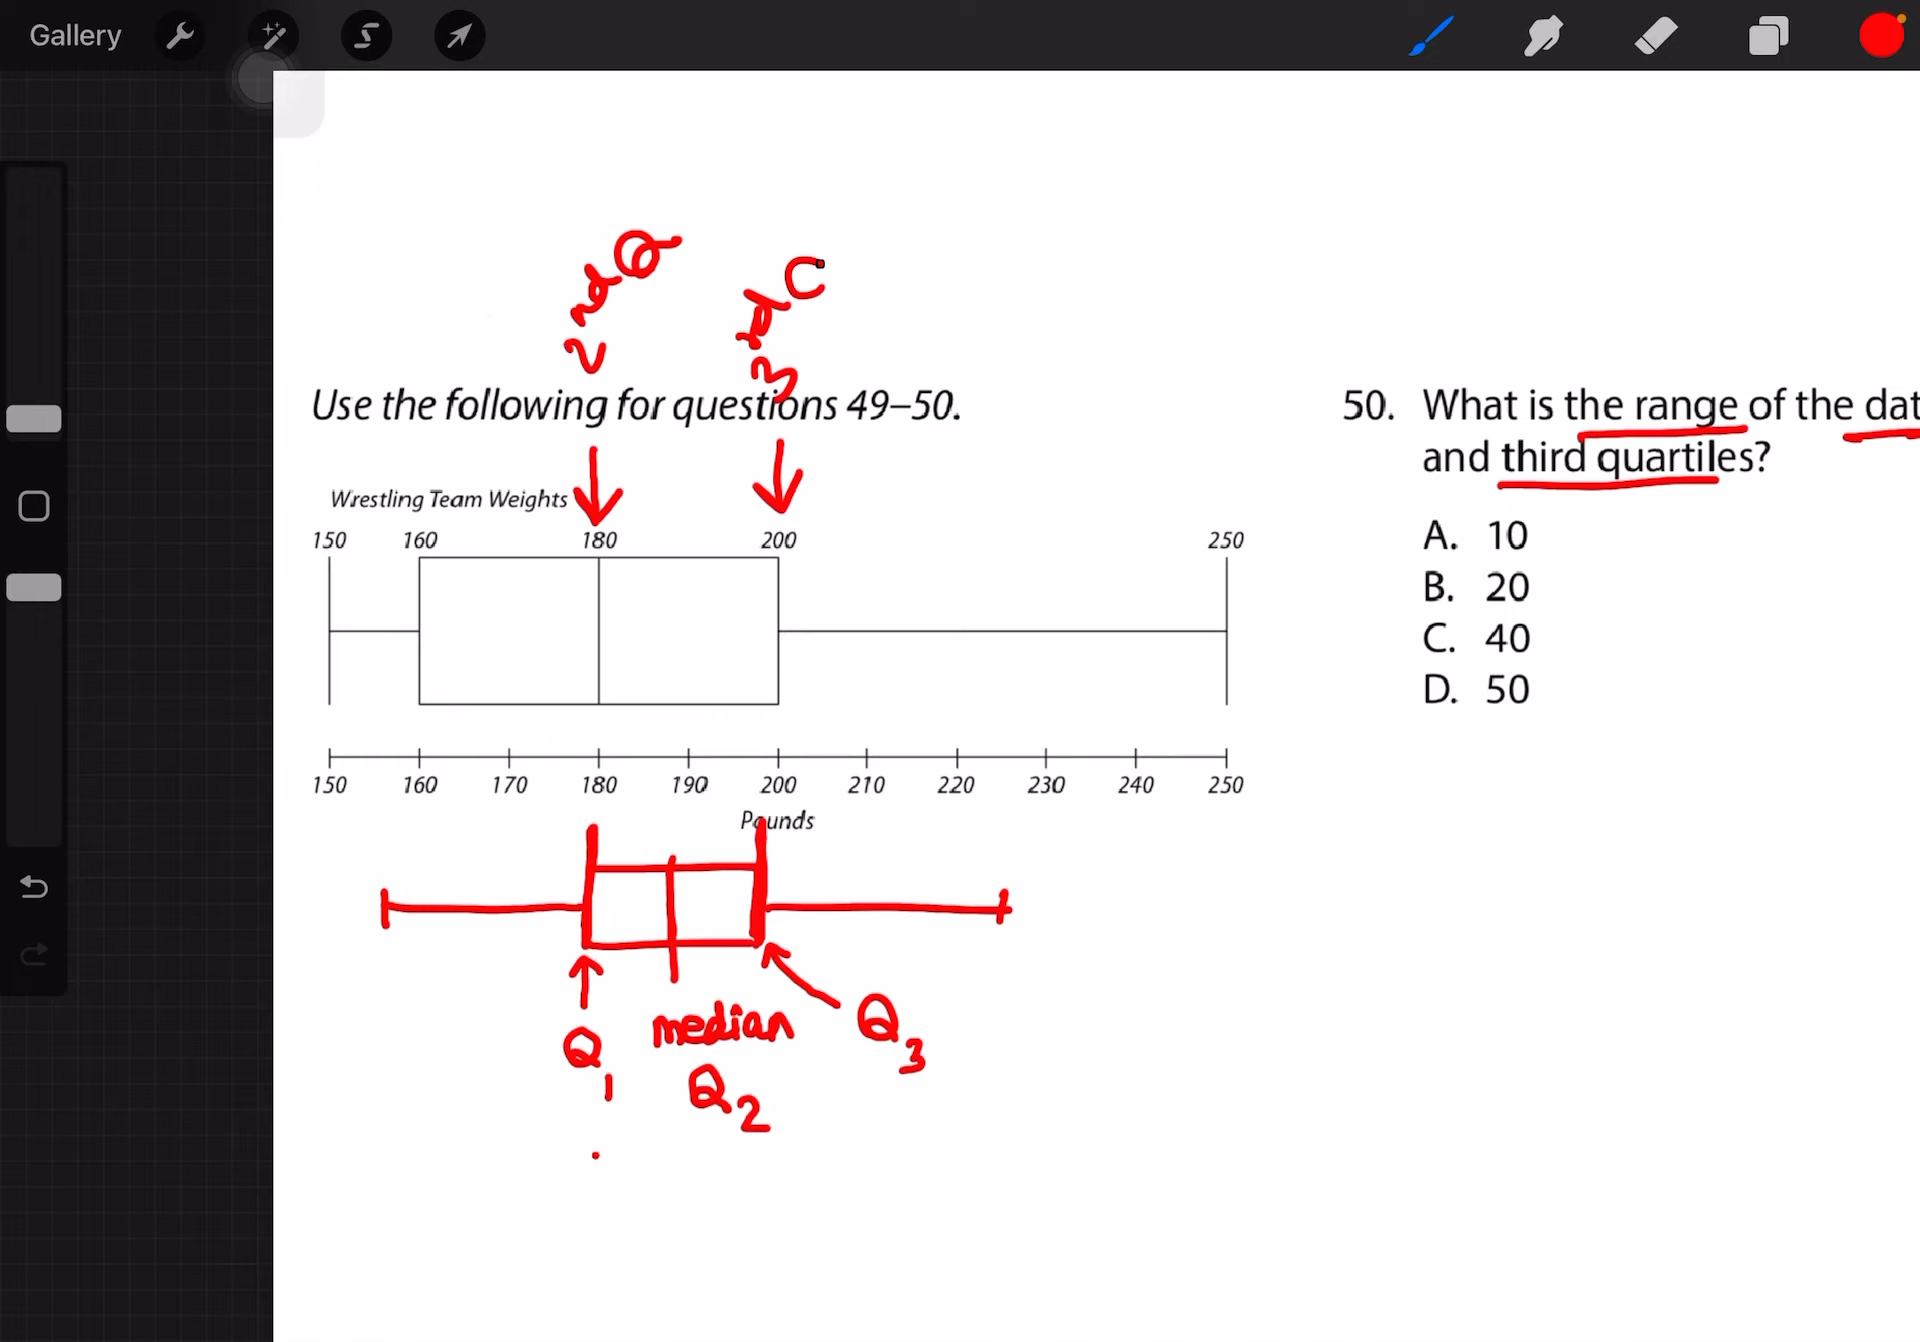 Gallery
2nd Q
3rd C
Use the following for questions 49–50.
Wrestling Team Weights
150 160 180 200 250
150 160 170 180 190 200 210 220 230 240 250
Pounds
Q1
median
Q2
Q3
50. What is the range of the dat
and third quartiles?
A. 10
B. 20
C. 40
D. 50